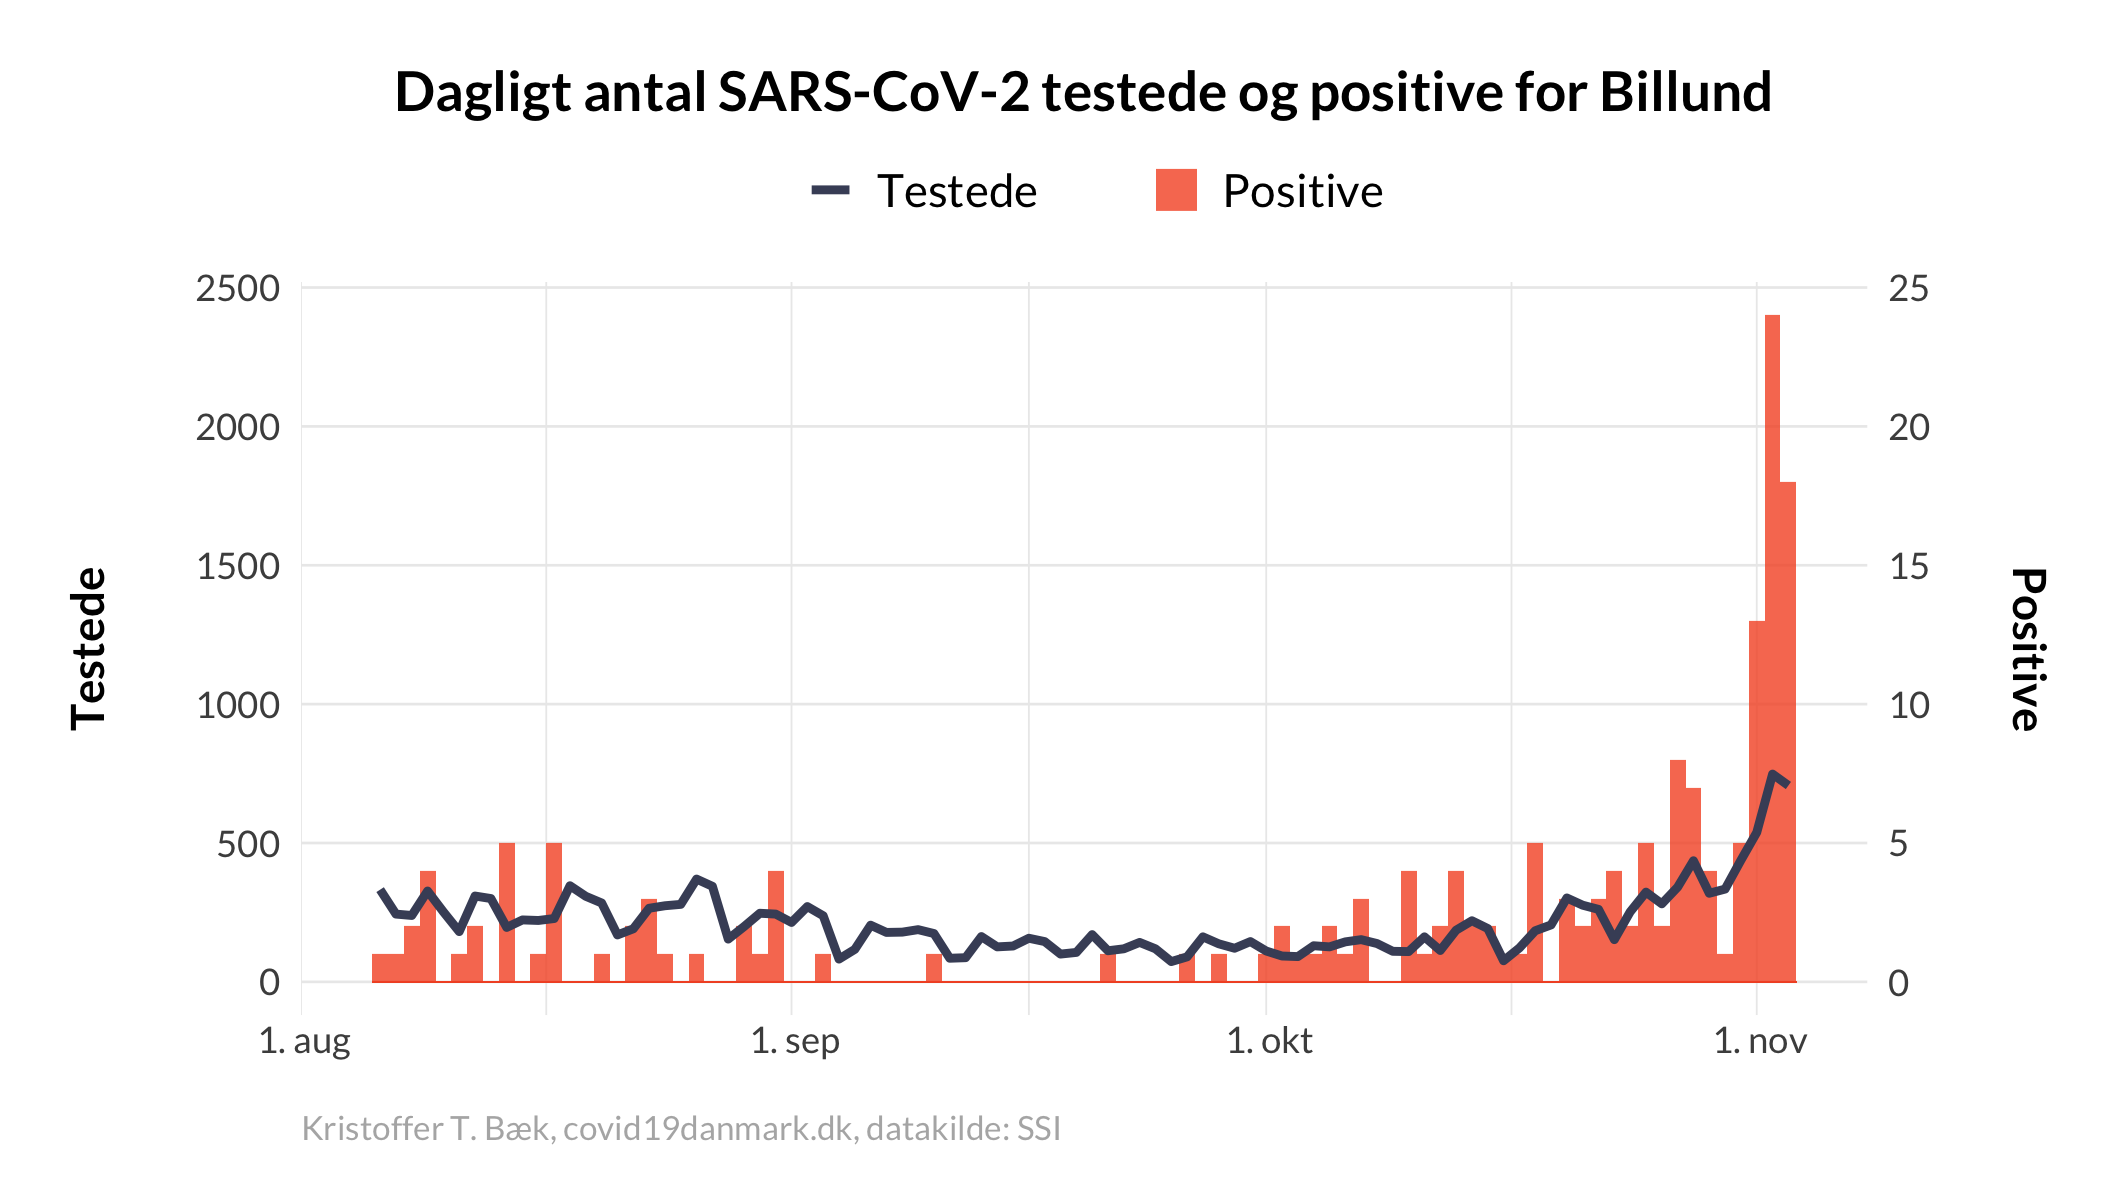 Dagligt antal SARS-CoV-2 testede og positive for Billund
Testede Positive
2500 25
2000 20
1500 15
1000 10
500 5
0 0
Testede
Positive
1. aug 1. sep 1. okt 1. nov
Kristoffer T. Bæk, covid19danmark.dk, datakilde: SSI